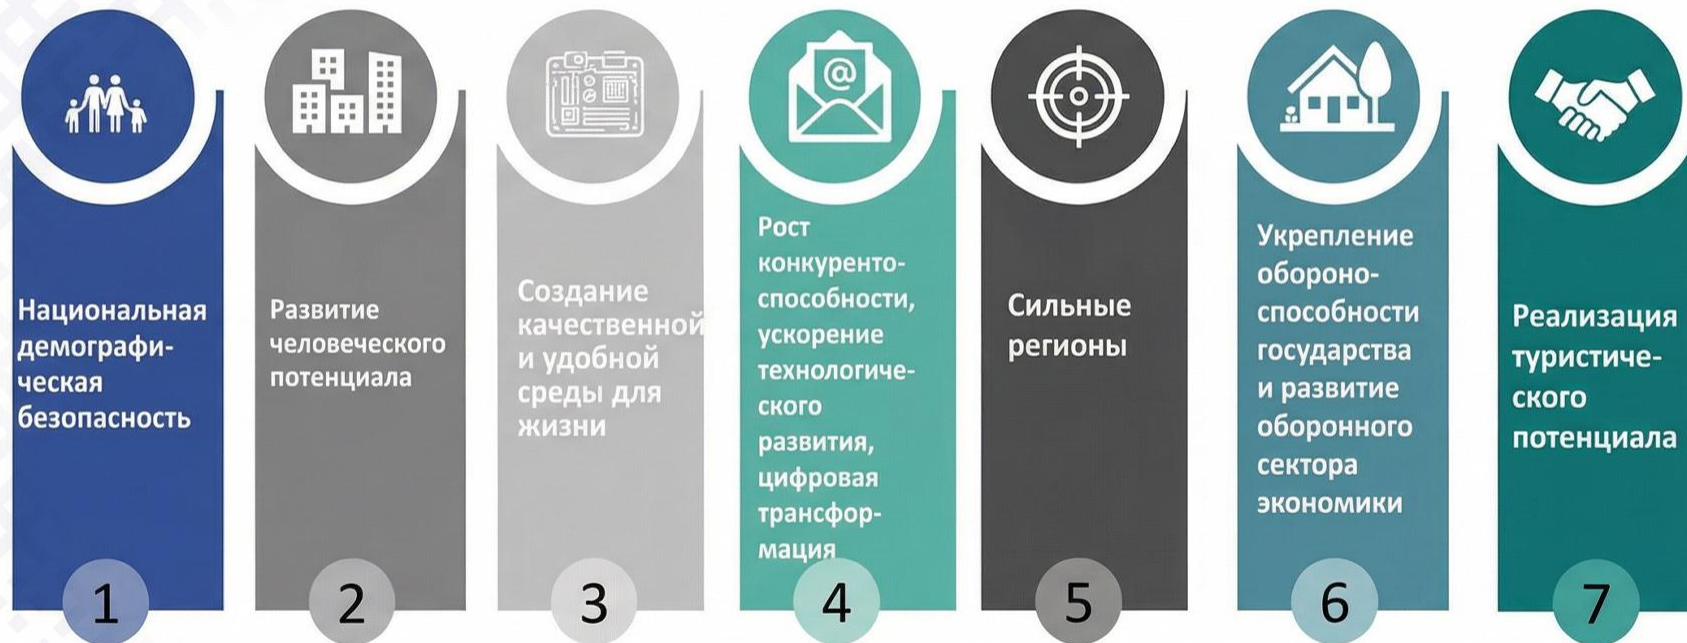 Национальная
демографи-
ческая
безопасность
1
Развитие
человеческого
потенциала
2
Создание
качественной
и удобной
среды для
жизни
3
@
Рост
конкуренто-
способности,
ускорение
технологиче-
ского
развития,
цифровая
трансфор-
мация
4
Сильные
регионы
5
Укрепление
обороно-
способности
государства
и развитие
оборонного
сектора
экономики
6
Реализация
туристиче-
ского
потенциала
7